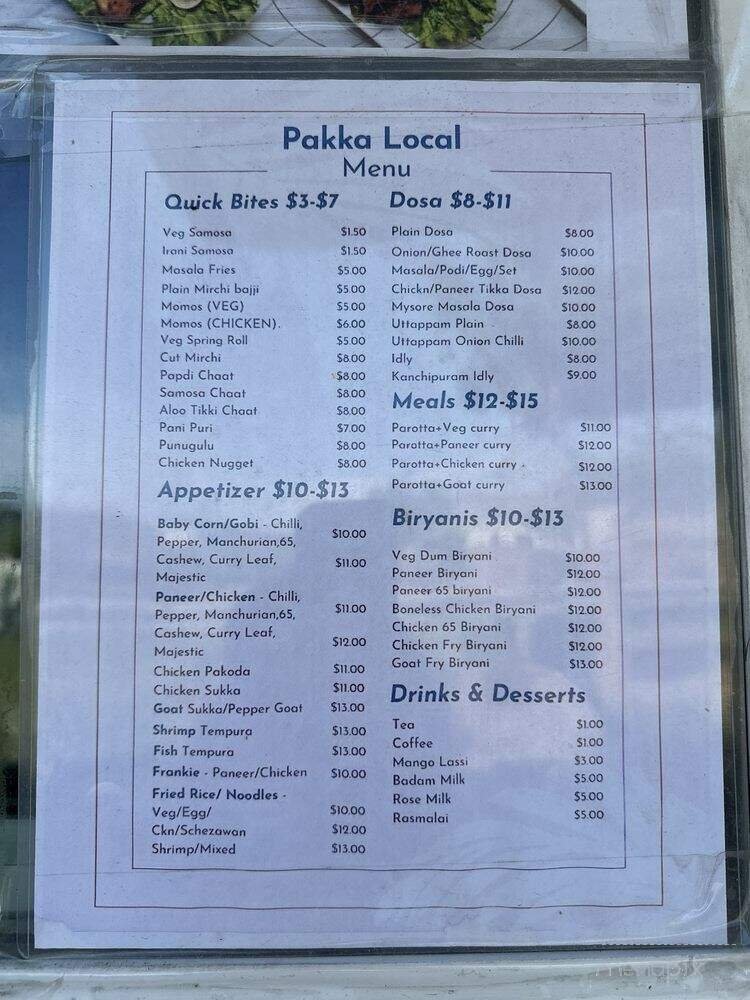 Pakka Local
Menu
Quick Bites $3-$7
Veg Samosa $1.50
Irani Samosa $1.50
Masala Fries $5.00
Plain Mirchi bajji $5.00
Momos (VEG) $5.00
Momos (CHICKEN). $6.00
Veg Spring Roll $5.00
Cut Mirchi $8.00
Papdi Chaat $8.00
Samosa Chaat $8.00
Aloo Tikki Chaat $8.00
Pani Puri $7.00
Punugulu $8.00
Chicken Nugget $8.00
Appetizer $10-$13
Baby Corn/Gobi - Chilli,
Pepper, Manchurian,65, $10.00
Cashew, Curry Leaf, $11.00
Majestic
Paneer/Chicken - Chilli,
Pepper, Manchurian,65, $11.00
Cashew, Curry Leaf,
Majestic $12.00
Chicken Pakoda $11.00
Chicken Sukka $11.00
Goat Sukka/Pepper Goat $13.00
Shrimp Tempura $13.00
Fish Tempura $13.00
Frankie - Paneer/Chicken $10.00
Fried Rice/ Noodles -
Veg/Egg/ $10.00
Ckn/Schezawan $12.00
Shrimp/Mixed $13.00
Dosa $8-$11
Plain Dosa $8.00
Onion/Ghee Roast Dosa $10.00
Masala/Podi/Egg/Set $10.00
Chickn/Paneer Tikka Dosa $12.00
Mysore Masala Dosa $10.00
Uttappam Plain $8.00
Uttappam Onion Chilli $10.00
Idly $8.00
Kanchipuram Idly $9.00
Meals $12-$15
Parotta+Veg curry $11.00
Parotta+Paneer curry $12.00
Parotta+Chicken curry $12.00
Parotta+Goat curry $13.00
Biryanis $10-$13
Veg Dum Biryani $10.00
Paneer Biryani $12.00
Paneer 65 biryani $12.00
Boneless Chicken Biryani $12.00
Chicken 65 Biryani $12.00
Chicken Fry Biryani $12.00
Goat Fry Biryani $13.00
Drinks & Desserts
Tea $1.00
Coffee $1.00
Mango Lassi $3.00
Badam Milk $5.00
Rose Milk $5.00
Rasmalai $5.00
menupix